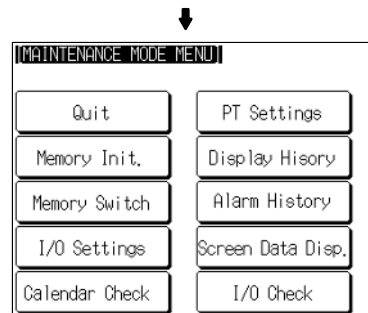 [MAINTENANCE MODE MENU]
Quit PT Settings
Memory Init. Display Hisory
Memory Switch Alarm History
I/O Settings Screen Data Disp.
Calendar Check I/O Check